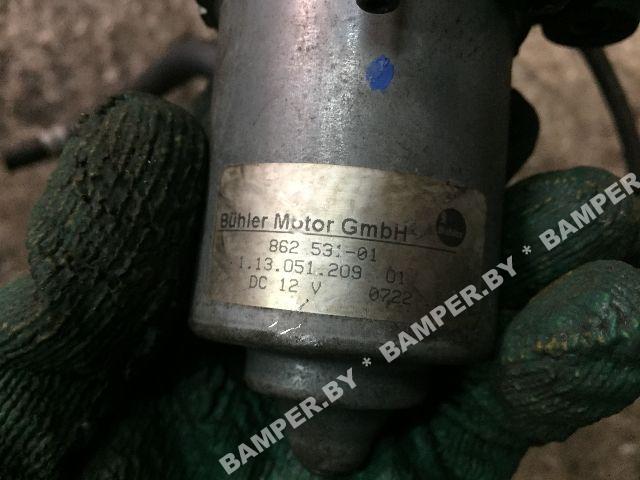 Bühler Motor GmbH
862 531-01
1.13.051.209 01
DC 12 V 0722
BAMPER.BY * BAMPER.BY * BAMPER.BY